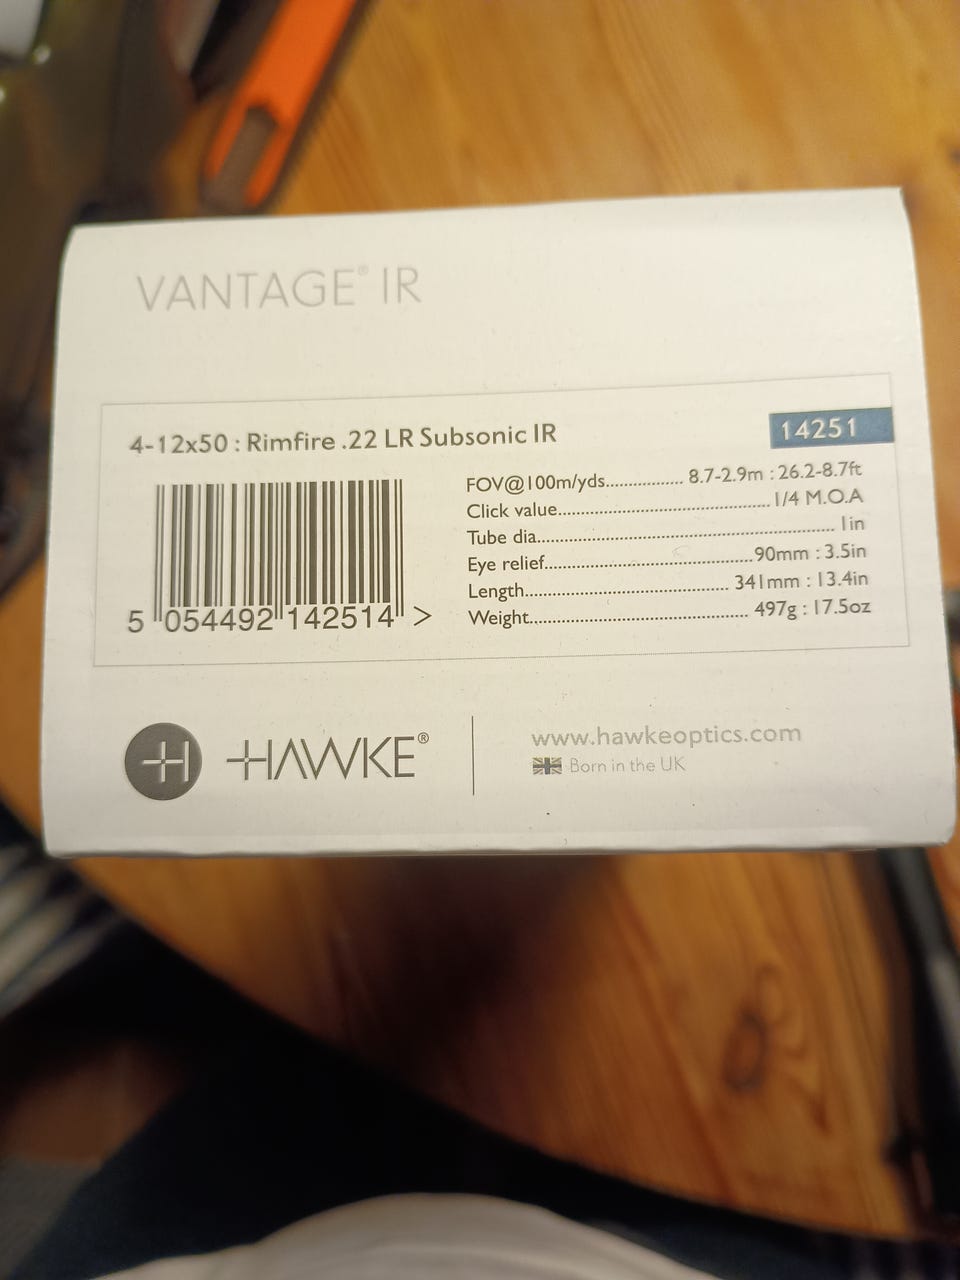 VANTAGE® IR
4-12x50 : Rimfire .22 LR Subsonic IR
14251
FOV@100m/yds................ 8.7-2.9m : 26.2-8.7ft
Click value............................................. 1/4 M.O.A
Tube dia............................................................... 1in
Eye relief........................................... 90mm : 3.5in
Length........................................... 341mm : 13.4in
Weight............................................. 497g : 17.5oz
5 054492 142514 >
H HAWKE®
www.hawkeoptics.com
Born in the UK